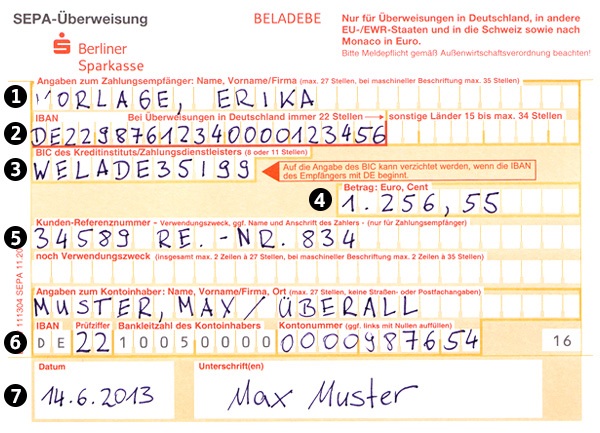 SEPA-Überweisung BELADEBE
Nur für Überweisungen in Deutschland, in andere
EU-/EWR-Staaten und in die Schweiz sowie nach
Monaco in Euro.
Bitte Meldepflicht gemäß Außenwirtschaftsverordnung beachten!
Berliner
Sparkasse
Angaben zum Zahlungsempfänger: Name, Vorname/Firma (max. 27 Stellen, bei maschineller Beschriftung max. 35 Stellen)
1 VORLAGE, ERIKA
IBAN Bei Überweisungen in Deutschland immer 22 Stellen sonstige Länder 15 bis max. 34 Stellen
2 DE22987612340000123456
BIC des Kreditinstituts/Zahlungsdienstleisters (8 oder 11 Stellen)
3 WELADE35199
Auf die Angabe des BIC kann verzichtet werden, wenn die IBAN
des Empfängers mit DE beginnt.
Betrag: Euro, Cent
4 1.256,55
Kunden-Referenznummer - Verwendungszweck, ggf. Name und Anschrift des Zahlers - (nur für Zahlungsempfänger)
5 34589 RE.-NR. 834
noch Verwendungszweck (insgesamt max. 2 Zeilen à 27 Stellen, bei maschineller Beschriftung max. 2 Zeilen à 35 Stellen)
Angaben zum Kontoinhaber: Name, Vorname/Firma, Ort (max. 27 Stellen, keine Straßen- oder Postfachangaben)
MUSTER, MAX / ÜBERALL
IBAN Prüfziffer Bankleitzahl des Kontoinhabers Kontonummer (ggf. links mit Nullen auffüllen)
6 DE 22 10050000 0000987654 16
Datum Unterschrift(en)
7 14.6.2013 Max Muster
111304 SEPA 11.20